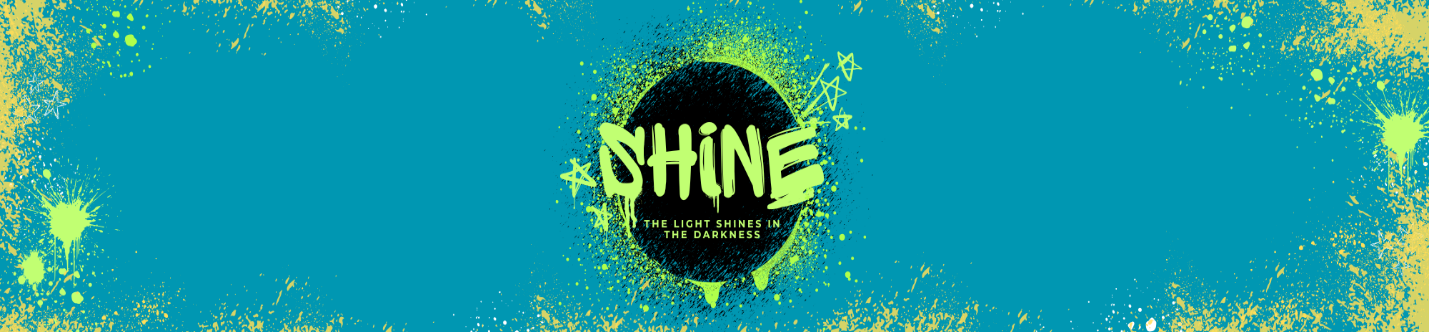 SHiNE
THE LIGHT SHINES IN
THE DARKNESS